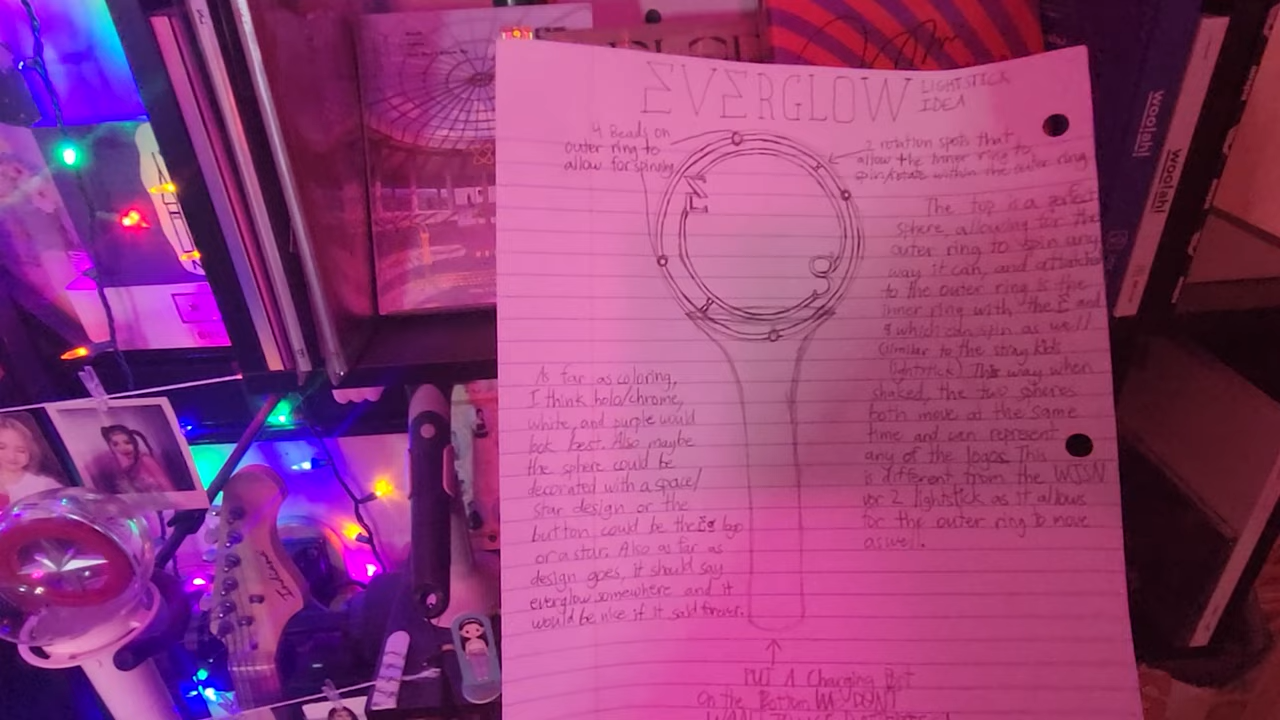 EVERGLOW LIGHTSTICK
IDEA
4 Beads on
outer ring to
allow for spinning
2 rotation spots that
allow the inner ring to
spin/rotate within the outer ring
The top is a perfect
sphere, allowing for the
outer ring to spin any
way it can, and attached
to the outer ring is the
inner ring with the Σ and
which can spin as well
(similar to the stray kids
lightstick) This way when
shaked, the two spheres
both move at the same
time and can represent
any of the logos. This
is different from the WJSN
ver 2 lightstick as it allows
for the outer ring to move
aswell.
As far as coloring,
I think holo/chrome,
white, and purple would
look best. Also maybe
the sphere could be
decorated with a space/
star design or the
button could be the logo
or a star. Also as far as
design goes, it should say
everglow somewhere and it
would be nice if it said forever.
PUT A Charging Port
On the Bottom WE DONT
woolah!
woolah!